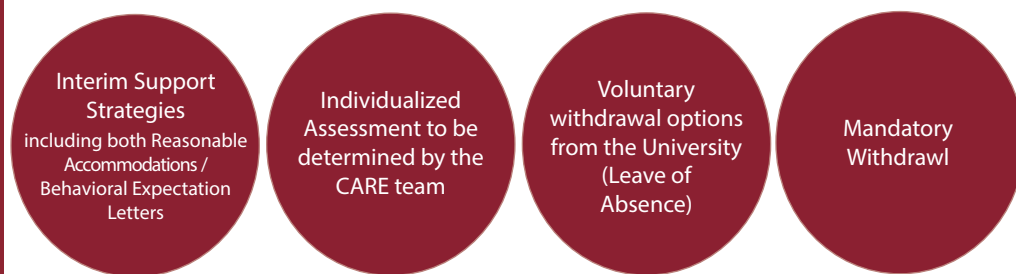 Interim Support
Strategies
including both Reasonable
Accommodations /
Behavioral Expectation
Letters
Individualized
Assessment to be
determined by the
CARE team
Voluntary
withdrawal options
from the University
(Leave of
Absence)
Mandatory
Withdrawl